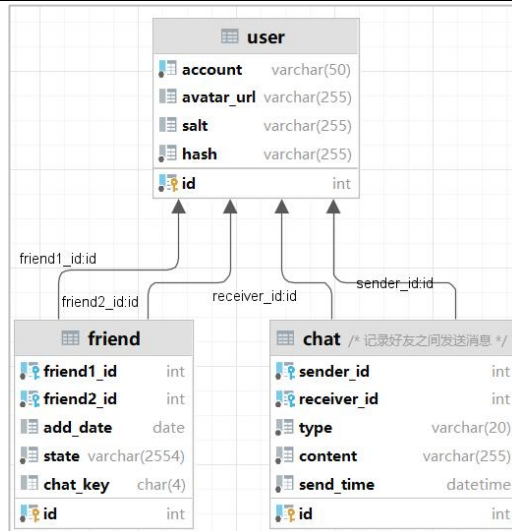 user
account varchar(50)
avatar_url varchar(255)
salt varchar(255)
hash varchar(255)
id int
friend1_id:id
friend2_id:id
receiver_id:id
sender_id:id
friend
friend1_id int
friend2_id int
add_date date
state varchar(2554)
chat_key char(4)
id int
chat /* 记录好友之间发送消息 */
sender_id int
receiver_id int
type varchar(20)
content varchar(255)
send_time datetime
id int